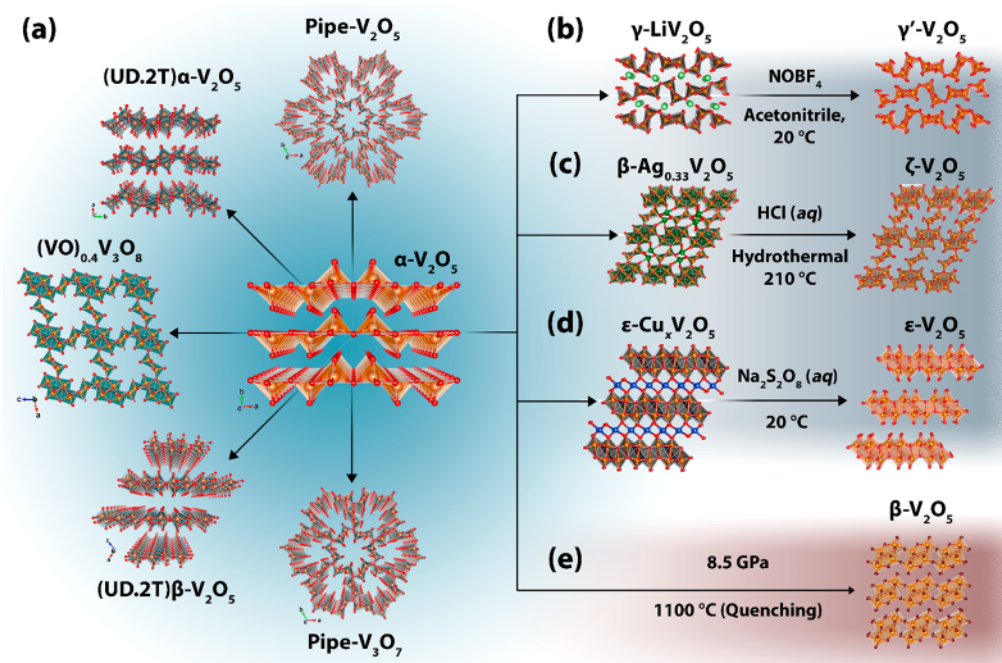 (a)
Pipe-V₂O₅
(UD.2T)α-V₂O₅
(VO)₀.₄V₃O₈
α-V₂O₅
(UD.2T)β-V₂O₅
Pipe-V₃O₇
(b)
γ-LiV₂O₅
NOBF₄
Acetonitrile,
20 °C
γ'-V₂O₅
(c)
β-Ag₀.₃₃V₂O₅
HCl (aq)
Hydrothermal
210 °C
ζ-V₂O₅
(d)
ε-CuₓV₂O₅
Na₂S₂O₈ (aq)
20 °C
ε-V₂O₅
(e)
8.5 GPa
1100 °C (Quenching)
β-V₂O₅